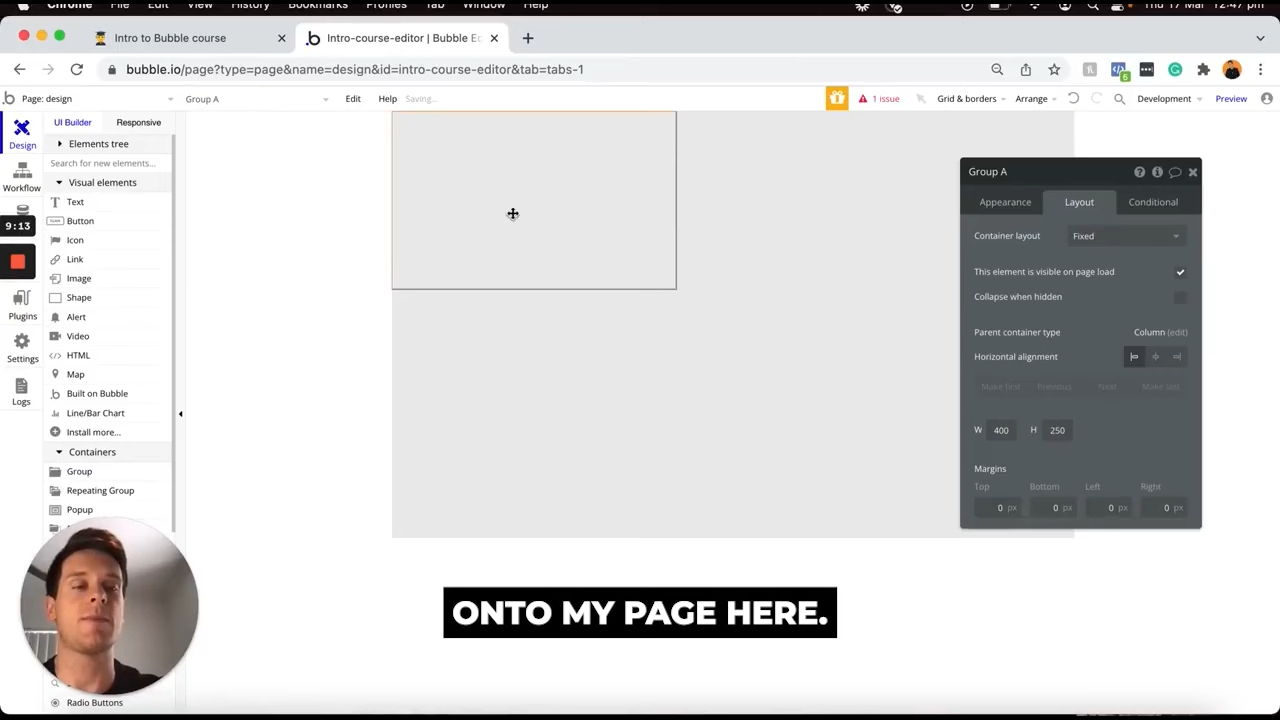 Chrome File Edit View History Bookmarks Profiles Tab Window Help
Thu 17 Mar 12:47 pm
Intro to Bubble course
Intro-course-editor | Bubble Ec
bubble.io/page?type=page&name=design&id=intro-course-editor&tab=tabs-1
6
Page: design
Group A
Edit
Help
Saving...
1 issue
Grid & borders
Arrange
Development
Preview
Design
Workflow
9:13
Plugins
Settings
Logs
UI Builder
Responsive
Elements tree
Search for new elements...
Visual elements
Text
Button
Icon
Link
Image
Shape
Alert
Video
HTML
Map
Built on Bubble
Line/Bar Chart
Install more...
Containers
Group
Repeating Group
Popup
Radio Buttons
Group A
Appearance
Layout
Conditional
Container layout
Fixed
This element is visible on page load
Collapse when hidden
Parent container type
Column (edit)
Horizontal alignment
Make first
Previous
Next
Make last
W 400 H 250
Margins
Top Bottom Left Right
0 px 0 px 0 px 0 px
ONTO MY PAGE HERE.